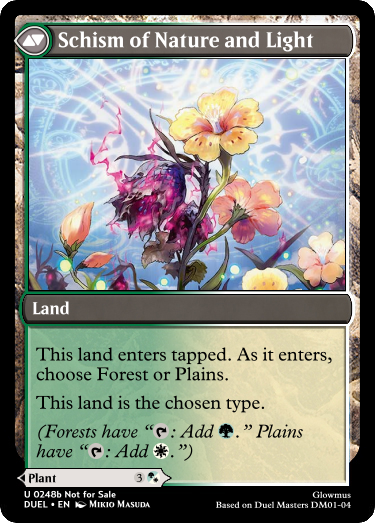 Schism of Nature and Light
Land
This land enters tapped. As it enters,
choose Forest or Plains.
This land is the chosen type.
(Forests have “: Add .” Plains
have “: Add .”)
Plant 3
U 0248b Not for Sale Glowmus
DUEL • EN Mikio Masuda Based on Duel Masters DM01-04